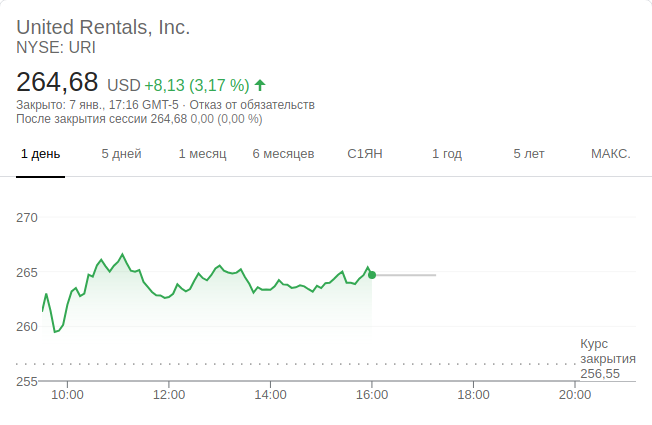 United Rentals, Inc.
NYSE: URI
264,68 USD +8,13 (3,17 %)
Закрыто: 7 янв., 17:16 GMT-5 · Отказ от обязательств
После закрытия сессии 264,68 0,00 (0,00 %)
1 день 5 дней 1 месяц 6 месяцев С1ЯН 1 год 5 лет МАКС.
270
265
260
Курс
закрытия
256,55
255
10:00 12:00 14:00 16:00 18:00 20:00